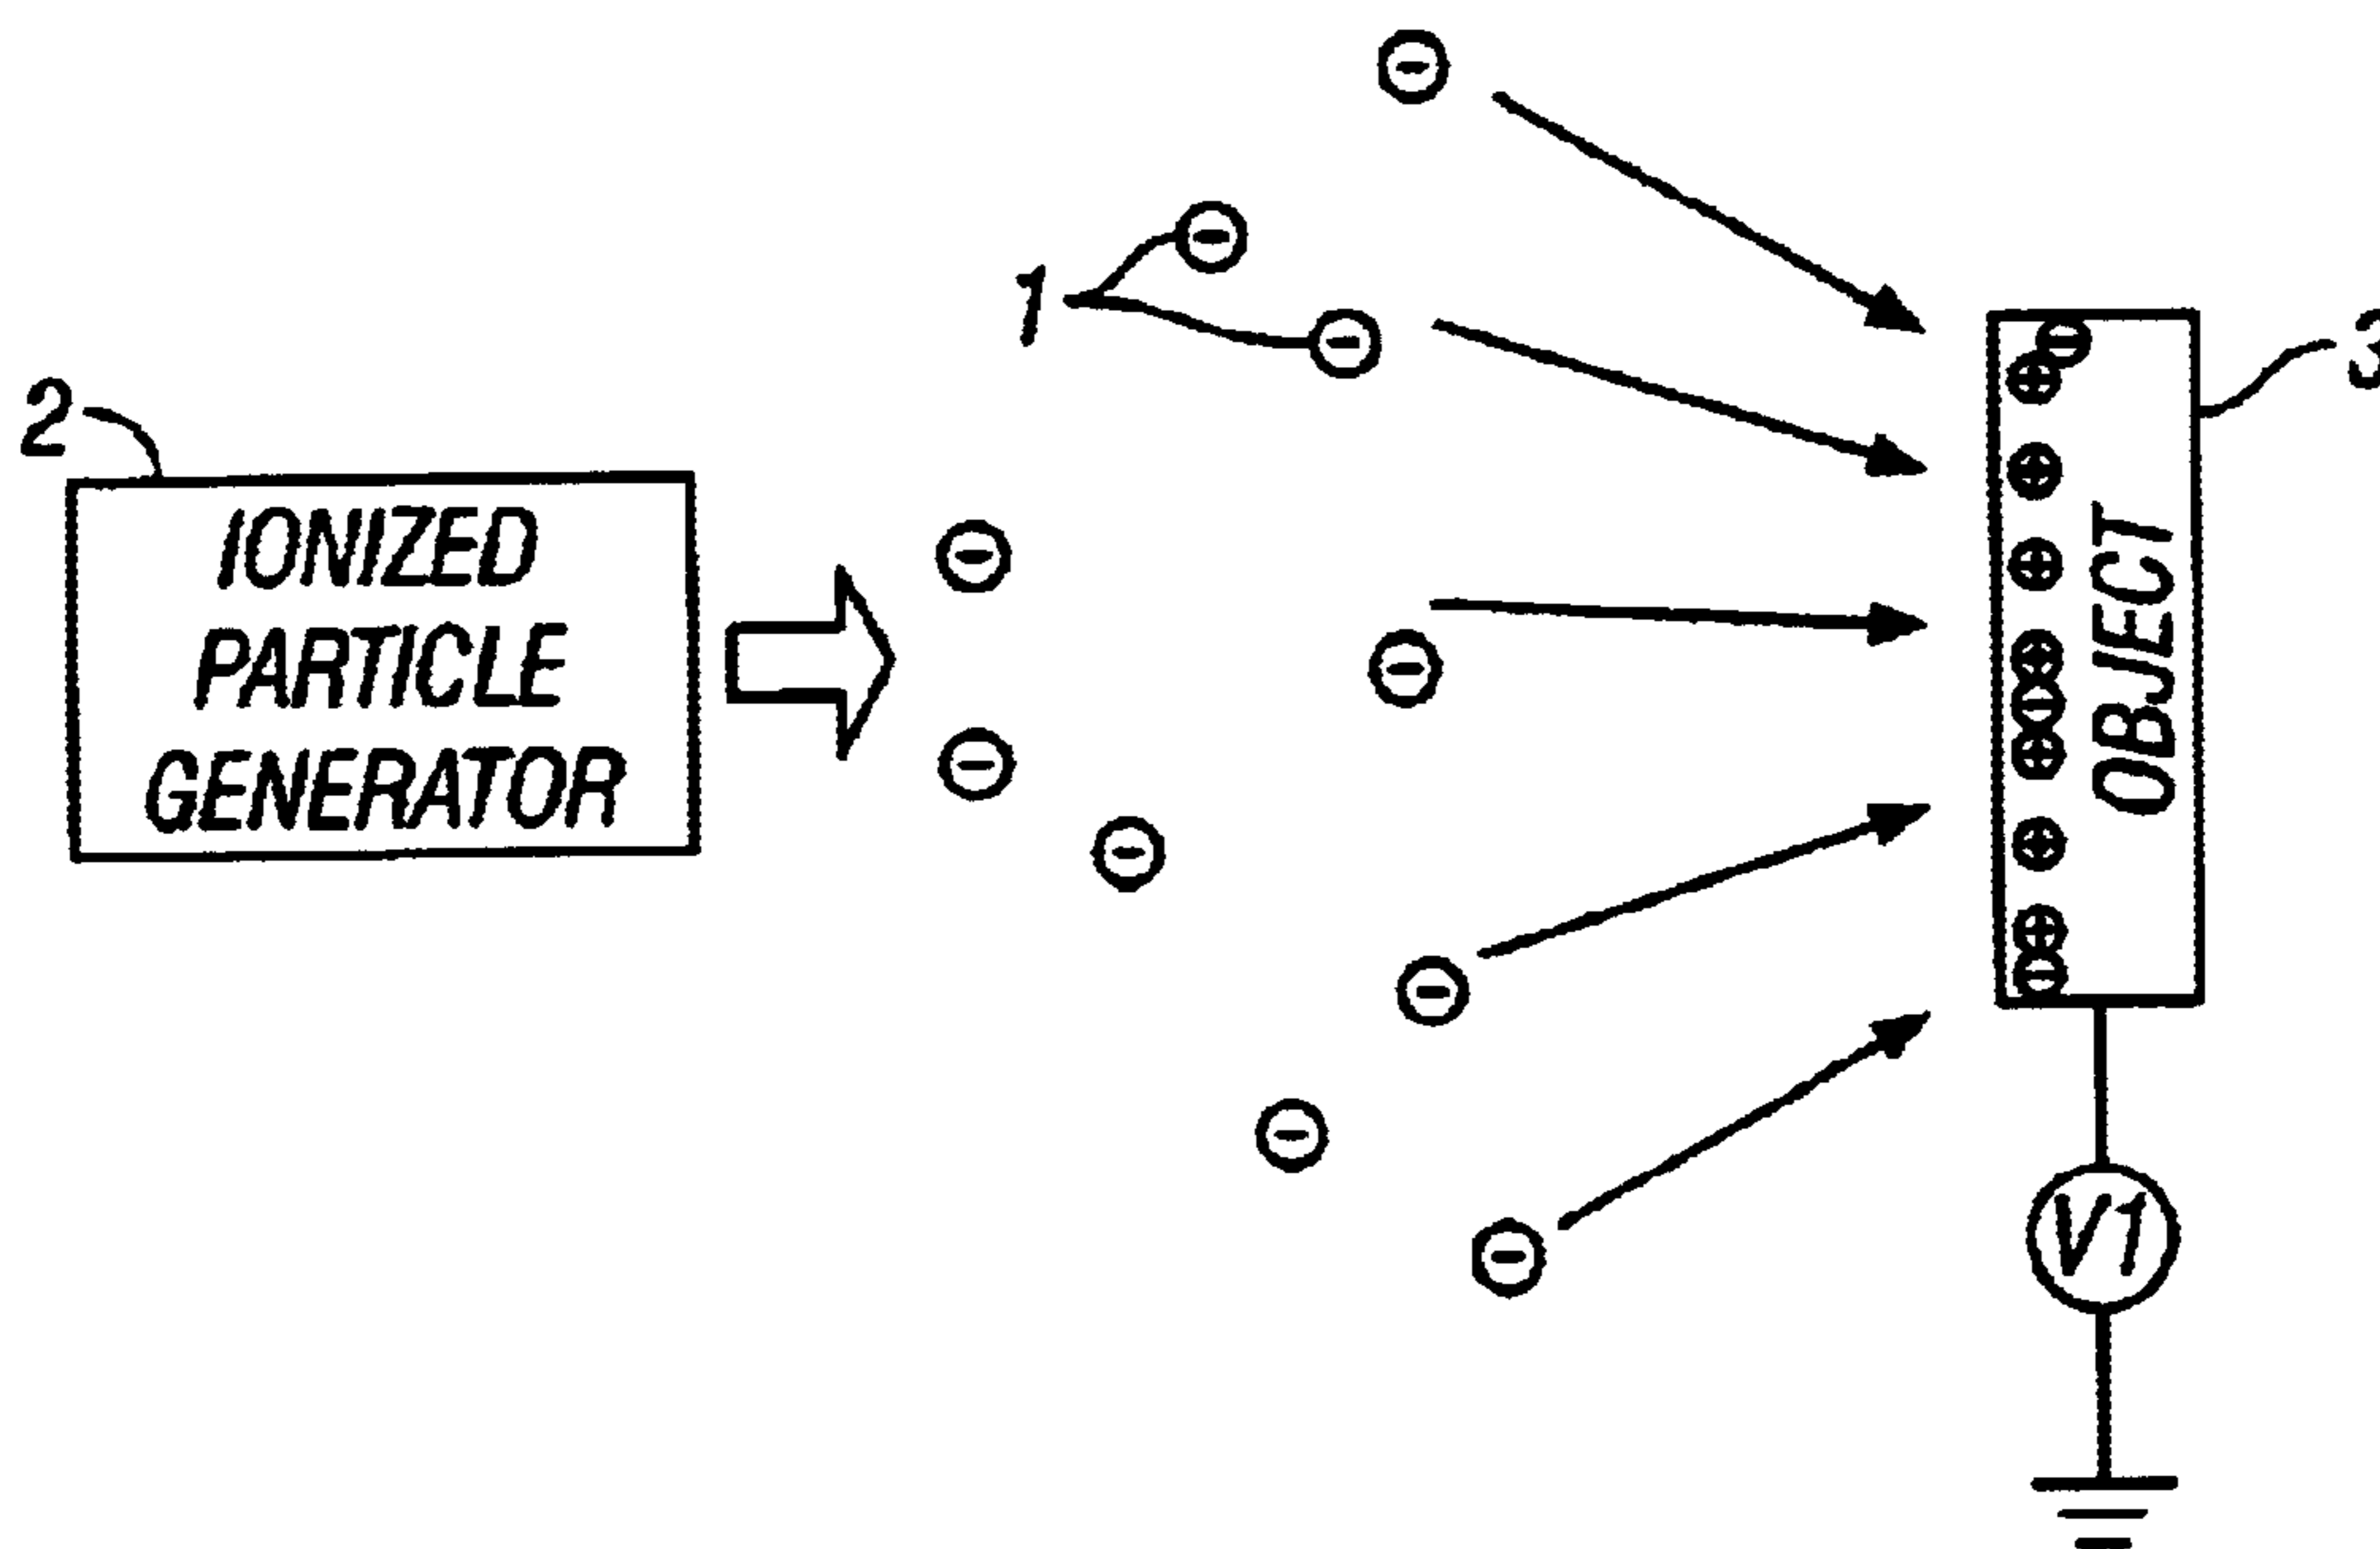 1
2
3
IONIZED
PARTICLE
GENERATOR
OBJECT
V1